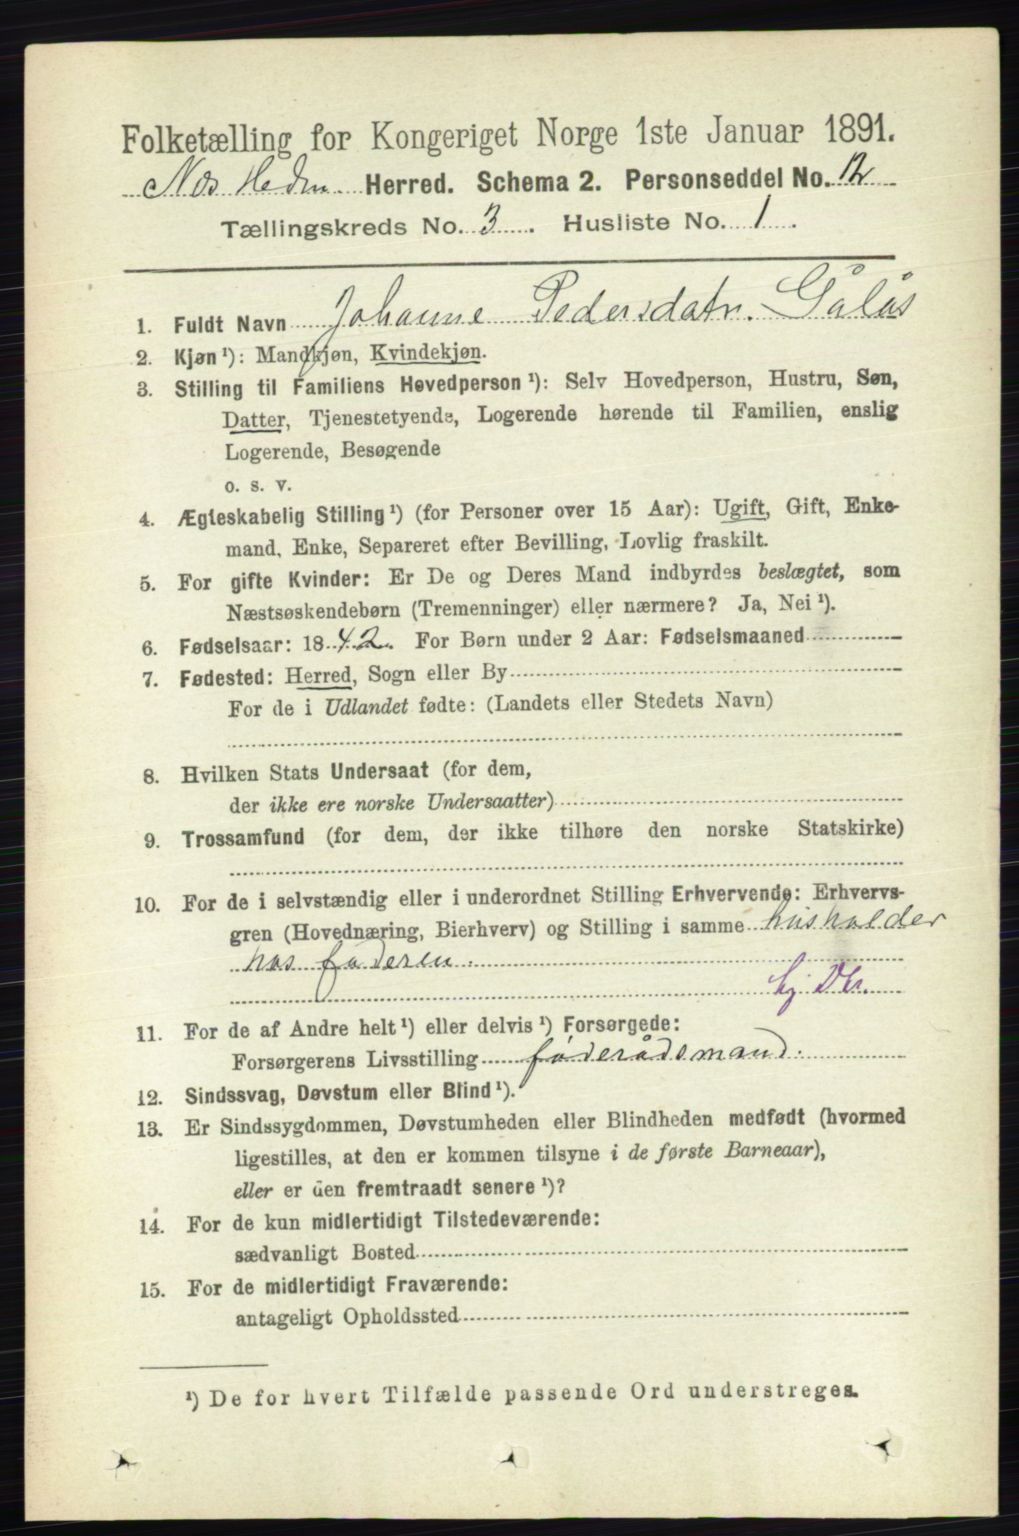 Folketælling for Kongeriget Norge 1ste Januar 1891.
Nes Hedm. Herred. Schema 2. Personseddel No. 12
Tællingskreds No. 3. Husliste No. 1.
1. Fuldt Navn Johanne Pedersdatr. Gålås
2. Kjøn ¹): Mandkjøn, Kvindekjøn.
3. Stilling til Familiens Hovedperson ¹): Selv Hovedperson, Hustru, Søn,
Datter, Tjenestetyende, Logerende hørende til Familien, enslig
Logerende, Besøgende
o. s. v.
4. Ægteskabelig Stilling ¹) (for Personer over 15 Aar): Ugift, Gift, Enke-
mand, Enke, Separeret efter Bevilling, Lovlig fraskilt.
5. For gifte Kvinder: Er De og Deres Mand indbyrdes beslægtet, som
Næstsøskendebørn (Tremenninger) eller nærmere? Ja, Nei ¹).
6. Fødselsaar: 1842. For Børn under 2 Aar: Fødselsmaaned
7. Fødested: Herred, Sogn eller By
For de i Udlandet fødte: (Landets eller Stedets Navn)
8. Hvilken Stats Undersaat (for dem,
der ikke ere norske Undersaatter)
9. Trossamfund (for dem, der ikke tilhøre den norske Statskirke)
10. For de i selvstændig eller i underordnet Stilling Erhvervende: Erhvervs-
gren (Hovednæring, Bierhverv) og Stilling i samme husholder
hos faderen.
hj Dtr.
11. For de af Andre helt ¹) eller delvis ¹) Forsørgede:
Forsørgerens Livsstilling føderådsmand.
12. Sindssvag, Døvstum eller Blind ¹).
13. Er Sindssygdommen, Døvstumheden eller Blindheden medfødt (hvormed
ligestilles, at den er kommen tilsyne i de første Barneaar),
eller er den fremtraadt senere ¹)?
14. For de kun midlertidigt Tilstedeværende:
sædvanligt Bosted
15. For de midlertidigt Fraværende:
antageligt Opholdssted
¹) De for hvert Tilfælde passende Ord understreges.